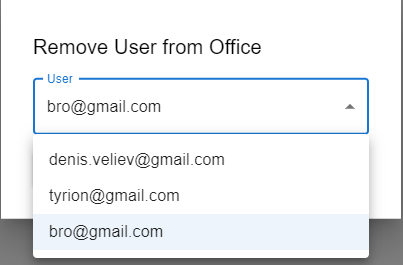 Remove User from Office
User
bro@gmail.com
denis.veliev@gmail.com
tyrion@gmail.com
bro@gmail.com